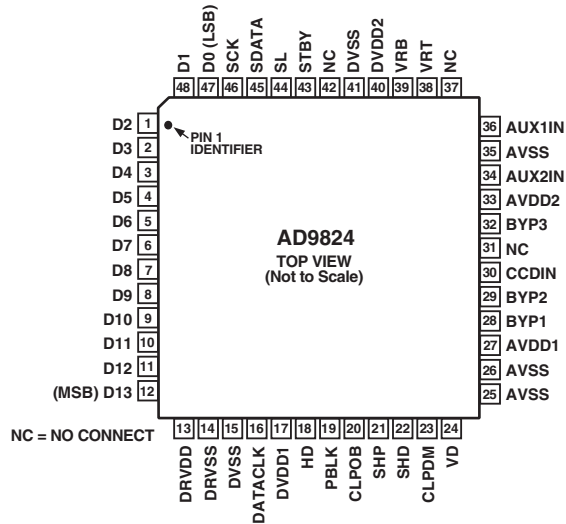 D1
D0 (LSB)
SCK
SDATA
SL
STBY
NC
DVSS
DVDD2
VRB
VRT
NC
48 47 46 45 44 43 42 41 40 39 38 37
D2 1
D3 2
D4 3
D5 4
D6 5
D7 6
D8 7
D9 8
D10 9
D11 10
D12 11
(MSB) D13 12
PIN 1
IDENTIFIER
AD9824
TOP VIEW
(Not to Scale)
36 AUX1IN
35 AVSS
34 AUX2IN
33 AVDD2
32 BYP3
31 NC
30 CCDIN
29 BYP2
28 BYP1
27 AVDD1
26 AVSS
25 AVSS
NC = NO CONNECT
13 14 15 16 17 18 19 20 21 22 23 24
DRVDD
DRVSS
DVSS
DATACLK
DVDD1
HD
PBLK
CLPOB
SHP
SHD
CLPDM
VD